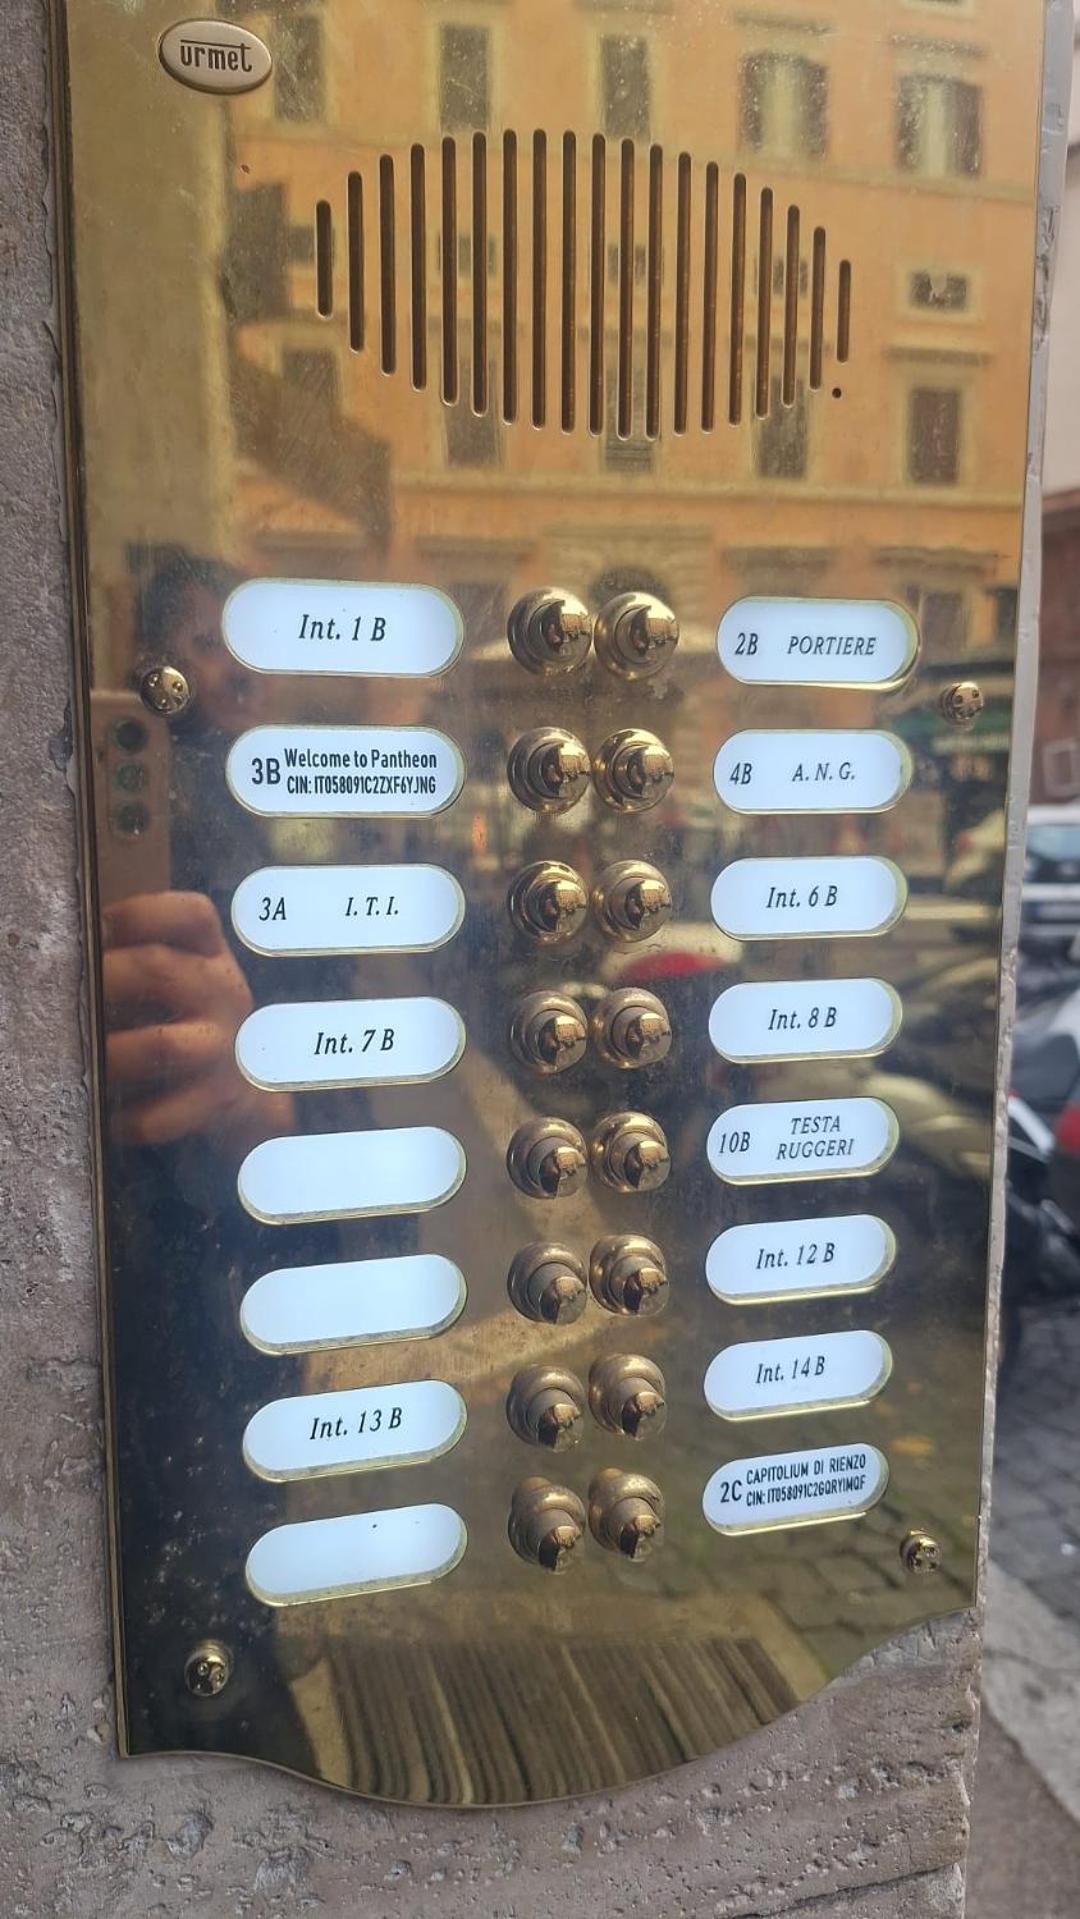 urmet
Int. 1 B
2B PORTIERE
3B Welcome to Pantheon
CIN: IT058091C2ZXF6YJNG
4B A. N. G.
3A I. T. I.
Int. 6 B
Int. 7 B
Int. 8 B
10B TESTA
RUGGERI
Int. 12 B
Int. 13 B
Int. 14 B
2C CAPITOLIUM DI RIENZO
CIN: IT058091C2GQRYIMQF